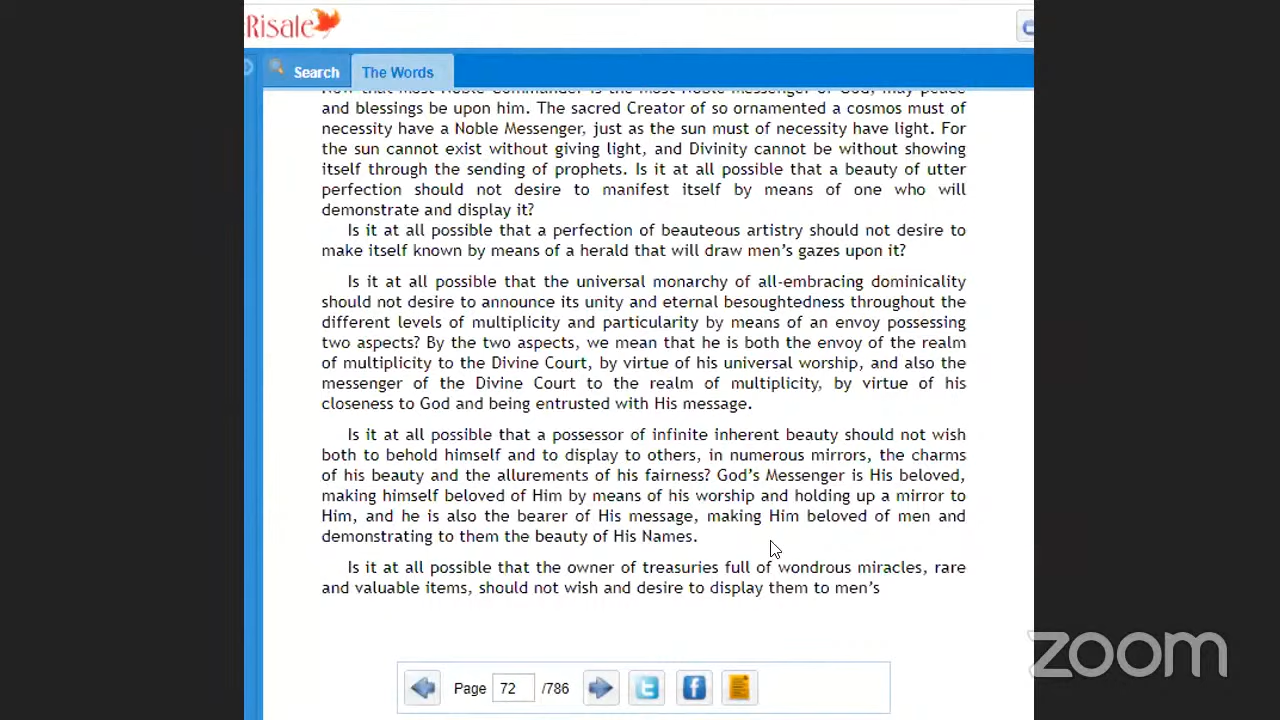 Risale
Search
The Words
Now that most Noble Commander is the most Noble Messenger of God, may peace
and blessings be upon him. The sacred Creator of so ornamented a cosmos must of
necessity have a Noble Messenger, just as the sun must of necessity have light. For
the sun cannot exist without giving light, and Divinity cannot be without showing
itself through the sending of prophets. Is it at all possible that a beauty of utter
perfection should not desire to manifest itself by means of one who will
demonstrate and display it?
Is it at all possible that a perfection of beauteous artistry should not desire to
make itself known by means of a herald that will draw men’s gazes upon it?
Is it at all possible that the universal monarchy of all-embracing dominicality
should not desire to announce its unity and eternal besoughtedness throughout the
different levels of multiplicity and particularity by means of an envoy possessing
two aspects? By the two aspects, we mean that he is both the envoy of the realm
of multiplicity to the Divine Court, by virtue of his universal worship, and also the
messenger of the Divine Court to the realm of multiplicity, by virtue of his
closeness to God and being entrusted with His message.
Is it at all possible that a possessor of infinite inherent beauty should not wish
both to behold himself and to display to others, in numerous mirrors, the charms
of his beauty and the allurements of his fairness? God’s Messenger is His beloved,
making himself beloved of Him by means of his worship and holding up a mirror to
Him, and he is also the bearer of His message, making Him beloved of men and
demonstrating to them the beauty of His Names.
Is it at all possible that the owner of treasuries full of wondrous miracles, rare
and valuable items, should not wish and desire to display them to men’s
Page 72 /786
zoom